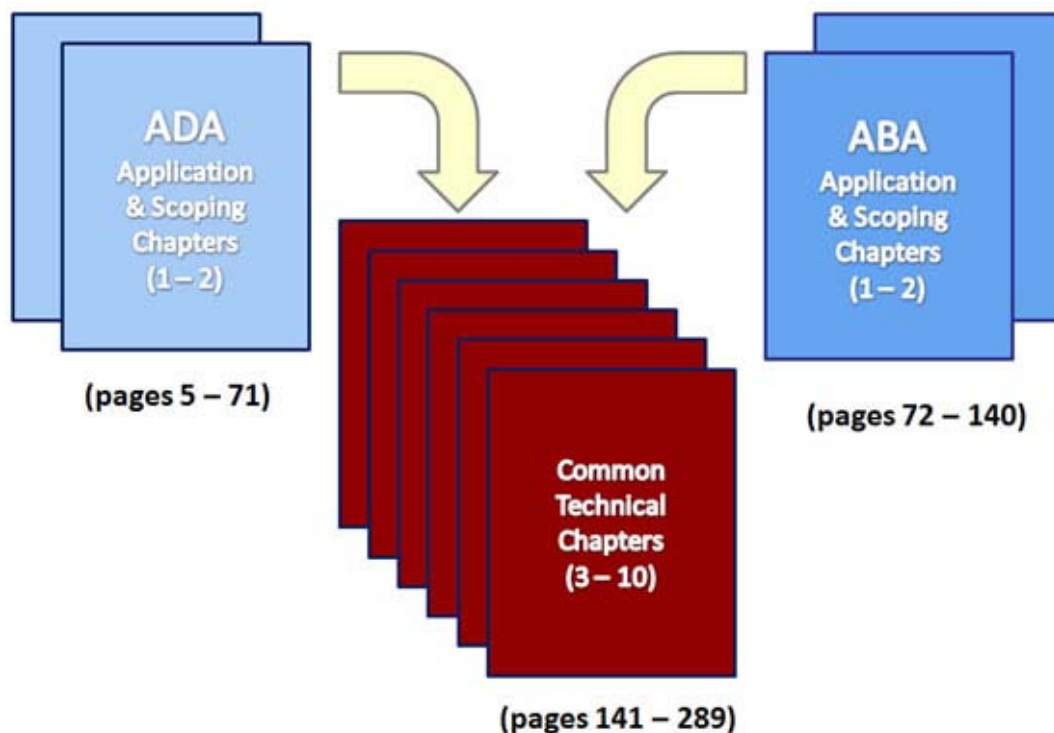 ADA
Application
& Scoping
Chapters
(1 – 2)
(pages 5 – 71)
ABA
Application
& Scoping
Chapters
(1 – 2)
(pages 72 – 140)
Common
Technical
Chapters
(3 – 10)
(pages 141 – 289)